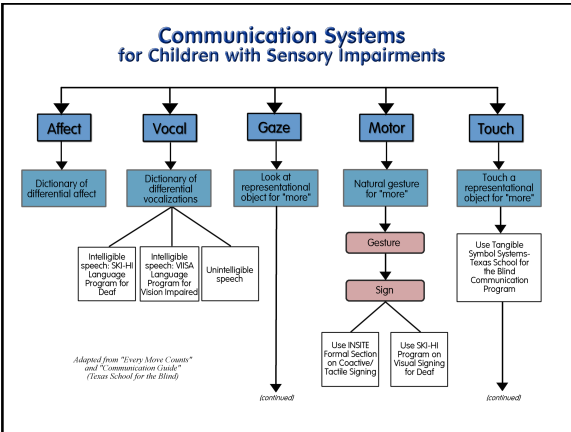 Communication Systems
for Children with Sensory Impairments
Affect
Vocal
Gaze
Motor
Touch
Dictionary of
differential affect
Dictionary of
differential
vocalizations
Look at
representational
object for "more"
Natural gesture
for "more"
Touch a
representational
object for "more"
Gesture
Sign
Intelligible
speech: SKI-HI
Language
Program for
Deaf
Intelligible
speech: VIISA
Language
Program for
Vision Impaired
Unintelligible
speech
Use Tangible
Symbol Systems-
Texas School for
the Blind
Communication
Program
Use INSITE
Formal Section
on Coactive/
Tactile Signing
Use SKI-HI
Program on
Visual Signing
for Deaf
Adapted from "Every Move Counts"
and "Communication Guide"
(Texas School for the Blind)
(continued)
(continued)